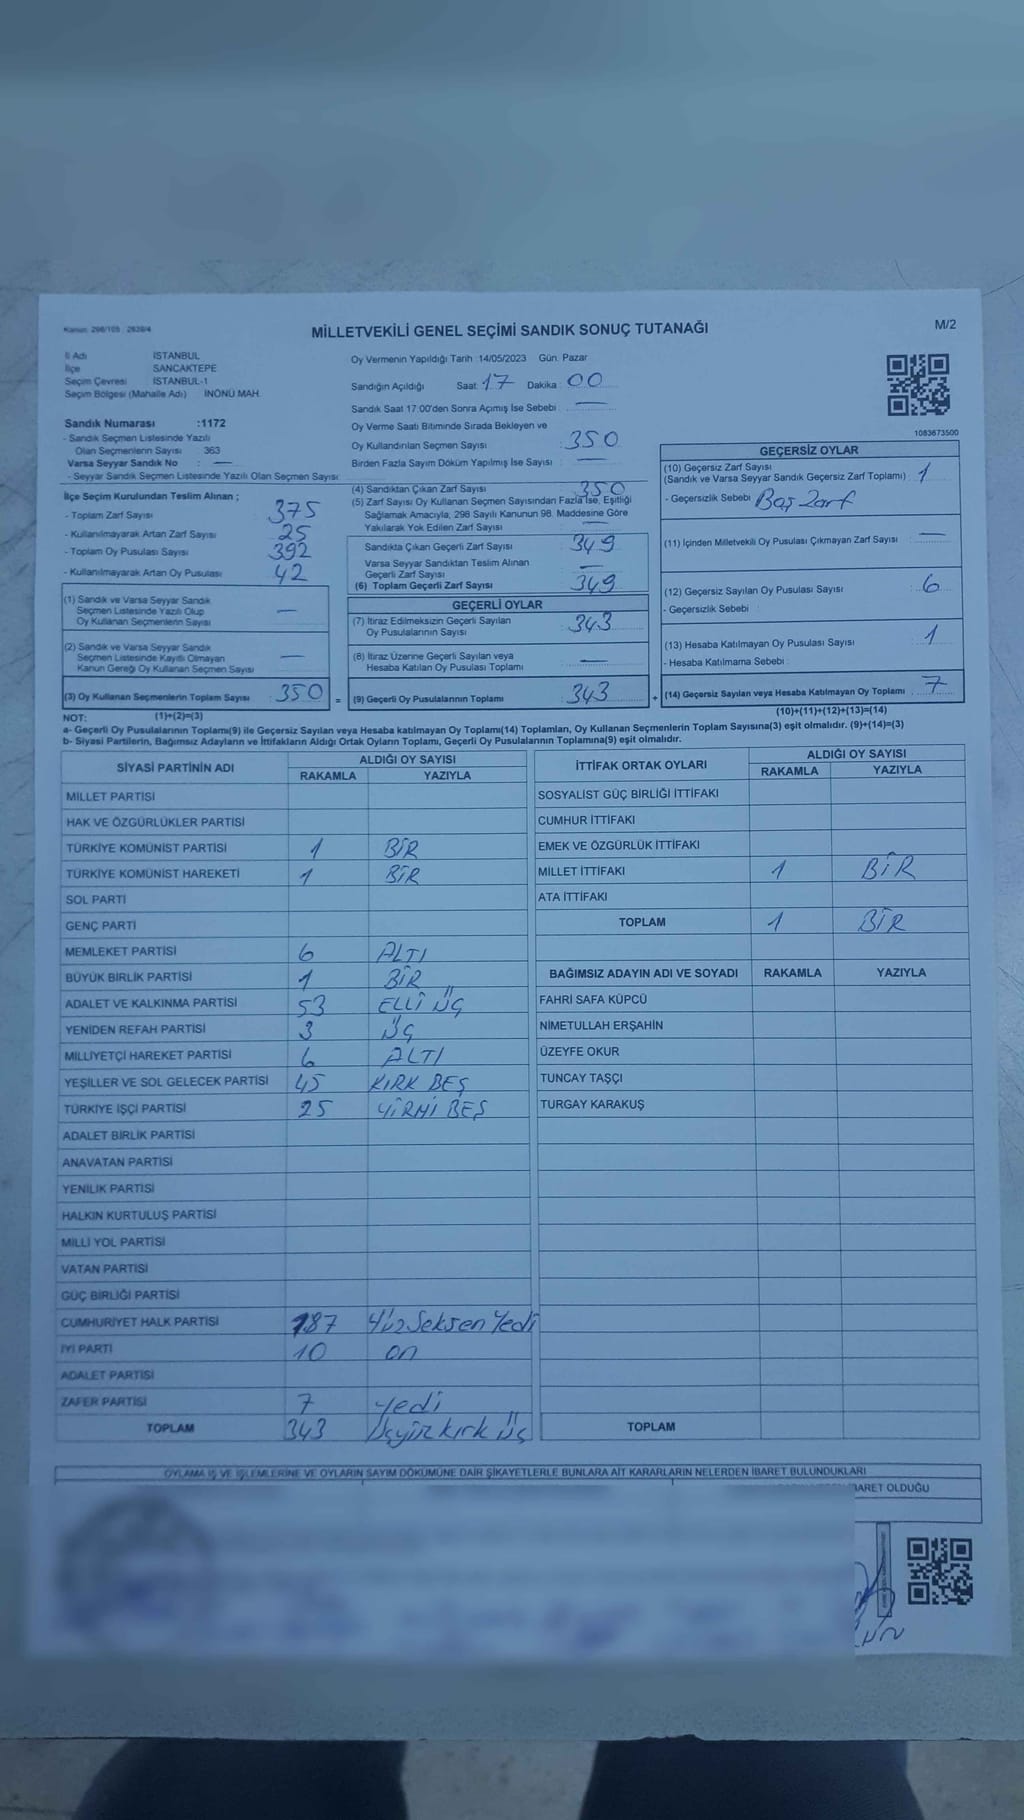 Kanun: 298/105 ; 2839/4
MİLLETVEKİLİ GENEL SEÇİMİ SANDIK SONUÇ TUTANAĞI
M/2
İl Adı İSTANBUL
İlçe SANCAKTEPE
Seçim Çevresi İSTANBUL-1
Seçim Bölgesi (Mahalle Adı) İNÖNÜ MAH.
Sandık Numarası :1172
- Sandık Seçmen Listesinde Yazılı
Olan Seçmenlerin Sayısı 363
Varsa Seyyar Sandık No : —
- Seyyar Sandık Seçmen Listesinde Yazılı Olan Seçmen Sayısı
Oy Vermenin Yapıldığı Tarih :14/05/2023 Gün: Pazar
Sandığın Açıldığı Saat: 17 Dakika: 00
Sandık Saat 17:00'den Sonra Açımış İse Sebebi : —
Oy Verme Saati Bitiminde Sırada Bekleyen ve
Oy Kullandırılan Seçmen Sayısı : 350
Birden Fazla Sayım Döküm Yapılmış İse Sayısı : —
1083673500
İlçe Seçim Kurulundan Teslim Alınan ;
- Toplam Zarf Sayısı 375
- Kullanılmayarak Artan Zarf Sayısı 25
- Toplam Oy Pusulası Sayısı 392
- Kullanılmayarak Artan Oy Pusulası 42
(1) Sandık ve Varsa Seyyar Sandık
Seçmen Listesinde Yazılı Olup
Oy Kullanan Seçmenlerin Sayısı —
(2) Sandık ve Varsa Seyyar Sandık
Seçmen Listesinde Kayıtlı Olmayan
Kanun Gereği Oy Kullanan Seçmen Sayısı —
(3) Oy Kullanan Seçmenlerin Toplam Sayısı 350 =
(4) Sandıktan Çıkan Zarf Sayısı 350
(5) Zarf Sayısı Oy Kullanan Seçmen Sayısından Fazla İse, Eşitliği
Sağlamak Amacıyla, 298 Sayılı Kanunun 98. Maddesine Göre
Yakılarak Yok Edilen Zarf Sayısı —
Sandıkta Çıkan Geçerli Zarf Sayısı 349
Varsa Seyyar Sandıktan Teslim Alınan
Geçerli Zarf Sayısı —
(6) Toplam Geçerli Zarf Sayısı 349
GEÇERLİ OYLAR
(7) İtiraz Edilmeksizin Geçerli Sayılan
Oy Pusulalarının Sayısı 343
(8) İtiraz Üzerine Geçerli Sayılan veya
Hesaba Katılan Oy Pusulası Toplamı —
(9) Geçerli Oy Pusulalarının Toplamı 343 +
GEÇERSİZ OYLAR
(10) Geçersiz Zarf Sayısı
(Sandık ve Varsa Seyyar Sandık Geçersiz Zarf Toplamı) 1
- Geçersizlik Sebebi : Boş Zarf
(11) İçinden Milletvekili Oy Pusulası Çıkmayan Zarf Sayısı —
(12) Geçersiz Sayılan Oy Pusulası Sayısı 6
- Geçersizlik Sebebi :
(13) Hesaba Katılmayan Oy Pusulası Sayısı 1
- Hesaba Katılmama Sebebi :
(14) Geçersiz Sayılan veya Hesaba Katılmayan Oy Toplamı 7
NOT: (1)+(2)=(3) (10)+(11)+(12)+(13)=(14)
a- Geçerli Oy Pusulalarının Toplamı(9) ile Geçersiz Sayılan veya Hesaba katılmayan Oy Toplamı(14) Toplamları, Oy Kullanan Seçmenlerin Toplam Sayısına(3) eşit olmalıdır. (9)+(14)=(3)
b- Siyasi Partilerin, Bağımsız Adayların ve İttifakların Aldığı Ortak Oyların Toplamı, Geçerli Oy Pusulalarının Toplamına(9) eşit olmalıdır.
SİYASİ PARTİNİN ADI ALDIĞI OY SAYISI
RAKAMLA YAZIYLA
MİLLET PARTİSİ
HAK VE ÖZGÜRLÜKLER PARTİSİ
TÜRKİYE KOMÜNİST PARTİSİ 1 BİR
TÜRKİYE KOMÜNİST HAREKETİ 1 BİR
SOL PARTİ
GENÇ PARTİ
MEMLEKET PARTİSİ 6 ALTI
BÜYÜK BİRLİK PARTİSİ 1 BİR
ADALET VE KALKINMA PARTİSİ 53 ELLİ ÜÇ
YENİDEN REFAH PARTİSİ 3 ÜÇ
MİLLİYETÇİ HAREKET PARTİSİ 6 ALTI
YEŞİLLER VE SOL GELECEK PARTİSİ 45 KIRK BEŞ
TÜRKİYE İŞÇİ PARTİSİ 25 YİRMİ BEŞ
ADALET BİRLİK PARTİSİ
ANAVATAN PARTİSİ
YENİLİK PARTİSİ
HALKIN KURTULUŞ PARTİSİ
MİLLİ YOL PARTİSİ
VATAN PARTİSİ
GÜÇ BİRLİĞİ PARTİSİ
CUMHURİYET HALK PARTİSİ 187 YüzSeksen Yedi
İYİ PARTİ 10 on
ADALET PARTİSİ
ZAFER PARTİSİ 7 Yedi
TOPLAM 343 Üçyüz kırk üç
İTTİFAK ORTAK OYLARI ALDIĞI OY SAYISI
RAKAMLA YAZIYLA
SOSYALİST GÜÇ BİRLİĞİ İTTİFAKI
CUMHUR İTTİFAKI
EMEK VE ÖZGÜRLÜK İTTİFAKI
MİLLET İTTİFAKI 1 BİR
ATA İTTİFAKI
TOPLAM 1 BİR
BAĞIMSIZ ADAYIN ADI VE SOYADI RAKAMLA YAZIYLA
FAHRİ SAFA KÜPCÜ
NİMETULLAH ERŞAHİN
ÜZEYFE OKUR
TUNCAY TAŞÇI
TURGAY KARAKUŞ
TOPLAM
OYLAMA İŞ VE İŞLEMLERİNE VE OYLARIN SAYIM DÖKÜMÜNE DAİR ŞİKAYETLERLE BUNLARA AİT KARARLARIN NELERDEN İBARET BULUNDUKLARI
İBARET OLDUĞU